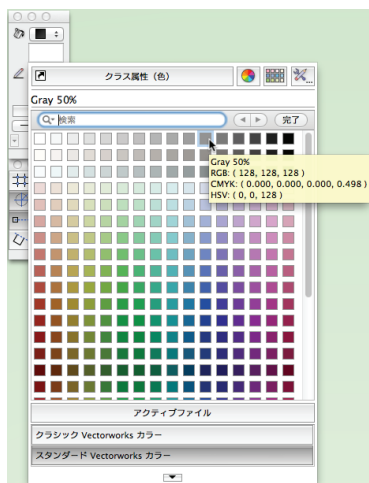 クラス属性（色）
Gray 50%
検索
完了
Gray 50%
RGB: ( 128, 128, 128 )
CMYK: ( 0.000, 0.000, 0.000, 0.498 )
HSV: ( 0, 0, 128 )
アクティブファイル
クラシック Vectorworks カラー
スタンダード Vectorworks カラー